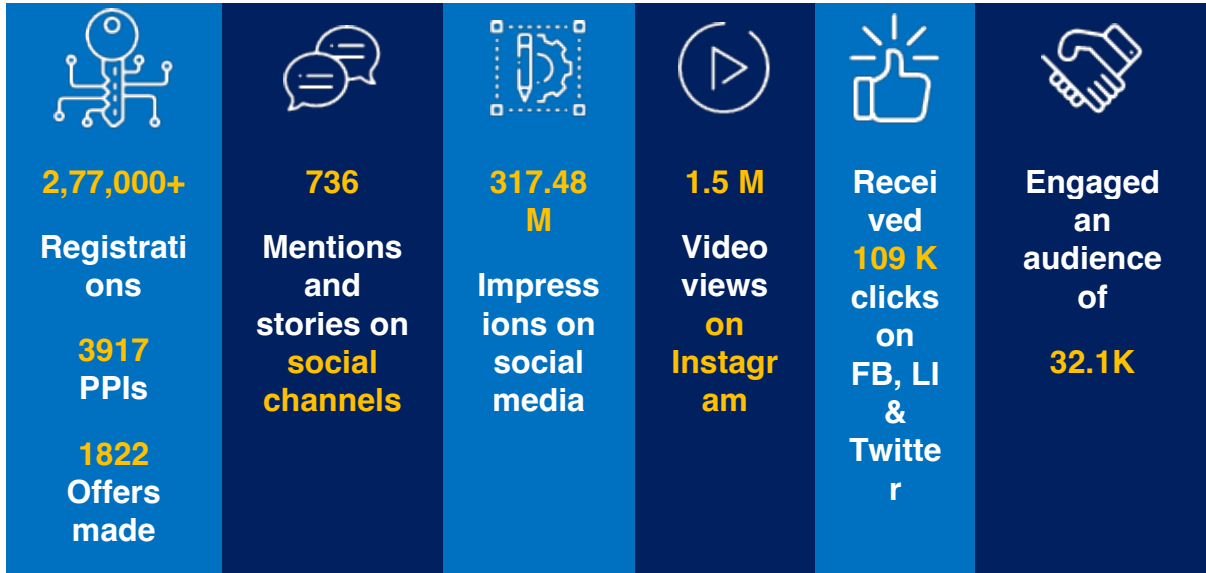 2,77,000+
Registrati
ons
3917
PPIs
1822
Offers
made
736
Mentions
and
stories on
social
channels
317.48
M
Impress
ions on
social
media
1.5 M
Video
views
on
Instagr
am
Recei
ved
109 K
clicks
on
FB, LI
&
Twitte
r
Engaged
an
audience
of
32.1K